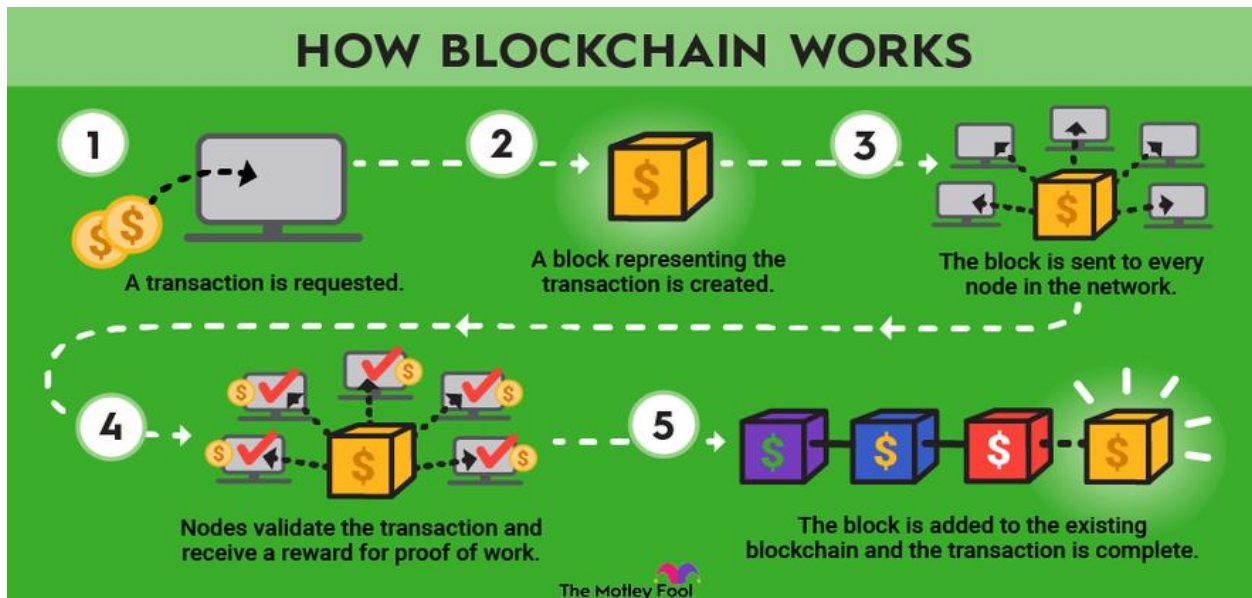 HOW BLOCKCHAIN WORKS
1
$
$
A transaction is requested.
2
$
A block representing the
transaction is created.
3
$
The block is sent to every
node in the network.
4
$
$
$
$
$
$
Nodes validate the transaction and
receive a reward for proof of work.
5
$
$
$
$
The block is added to the existing
blockchain and the transaction is complete.
The Motley Fool